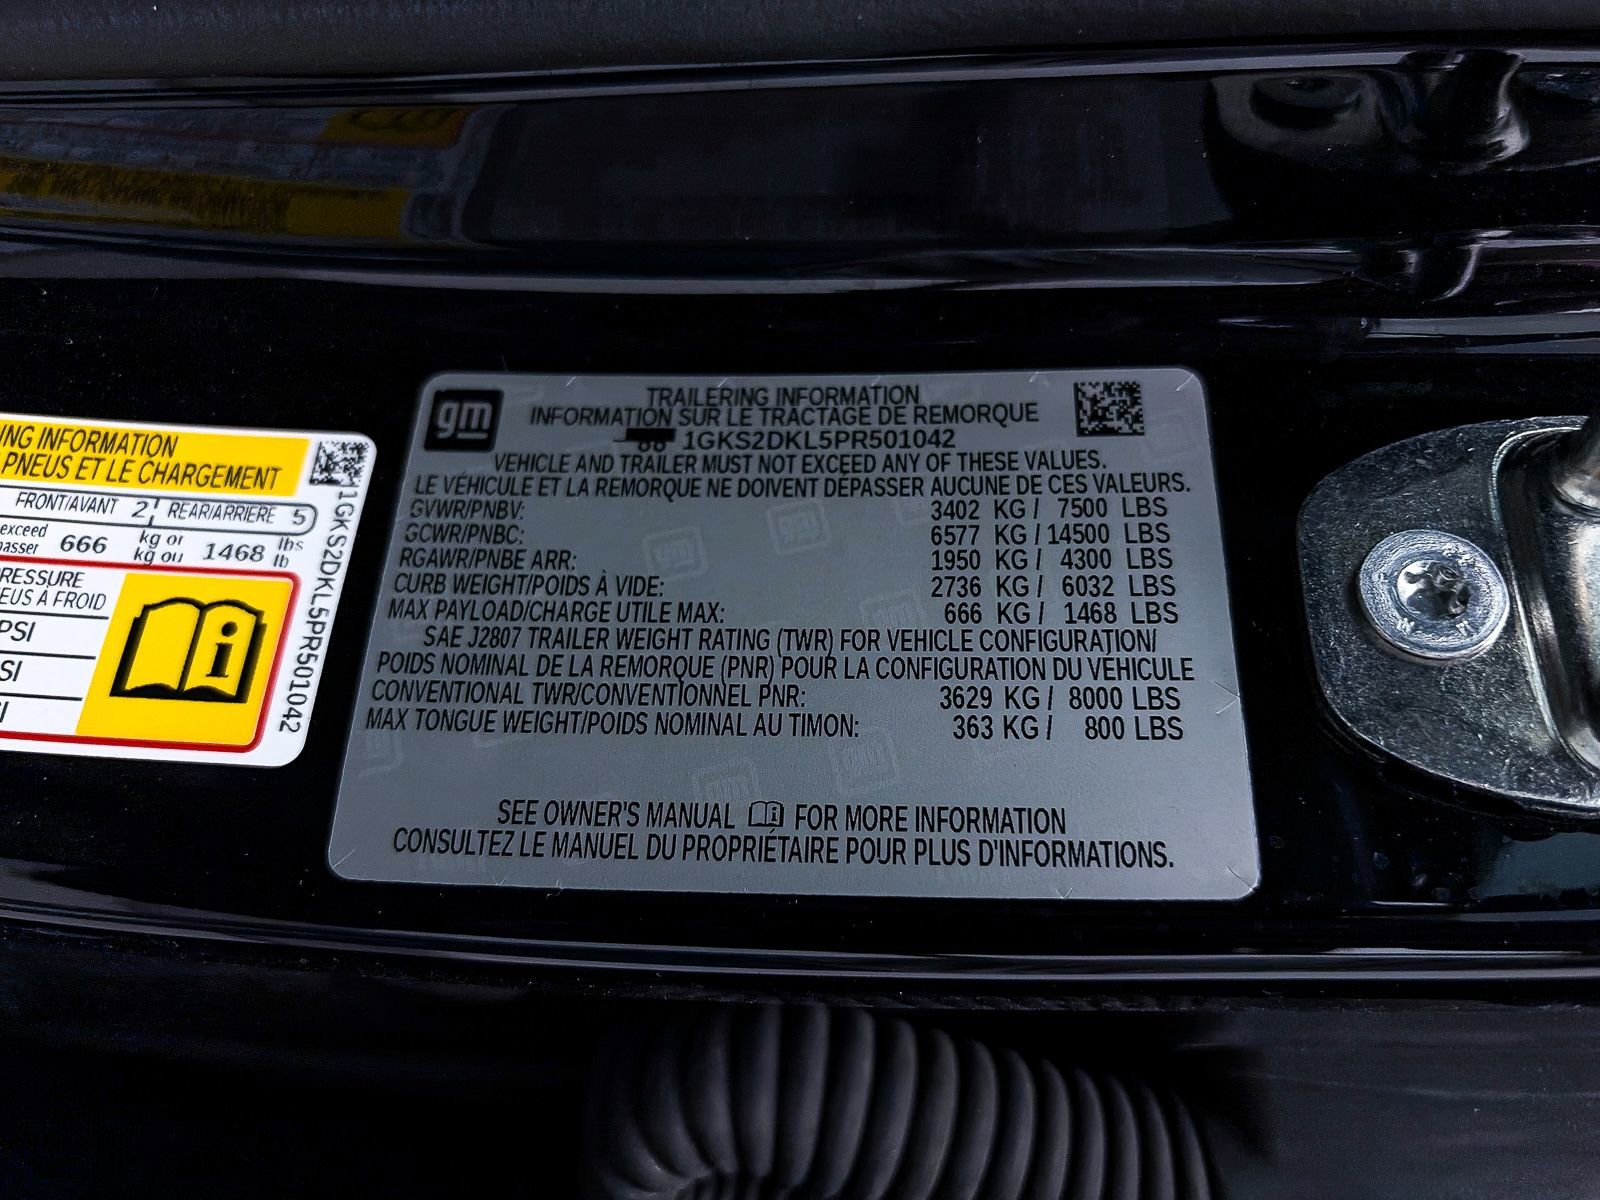 ING INFORMATION
PNEUS ET LE CHARGEMENT
FRONT/AVANT 2 REAR/ARRIÈRE 5
exceed 666 kg or 1468 lbs
passer kg ou lb
PRESSURE
EUS À FROID
PSI
SI
1GKS2DKL5PR501042
gm
TRAILERING INFORMATION
INFORMATION SUR LE TRACTAGE DE REMORQUE
1GKS2DKL5PR501042
VEHICLE AND TRAILER MUST NOT EXCEED ANY OF THESE VALUES.
LE VÉHICULE ET LA REMORQUE NE DOIVENT DÉPASSER AUCUNE DE CES VALEURS.
GVWR/PNBV: 3402 KG / 7500 LBS
GCWR/PNBC: 6577 KG / 14500 LBS
RGAWR/PNBE ARR: 1950 KG / 4300 LBS
CURB WEIGHT/POIDS À VIDE: 2736 KG / 6032 LBS
MAX PAYLOAD/CHARGE UTILE MAX: 666 KG / 1468 LBS
SAE J2807 TRAILER WEIGHT RATING (TWR) FOR VEHICLE CONFIGURATION/
POIDS NOMINAL DE LA REMORQUE (PNR) POUR LA CONFIGURATION DU VÉHICULE
CONVENTIONAL TWR/CONVENTIONNEL PNR: 3629 KG / 8000 LBS
MAX TONGUE WEIGHT/POIDS NOMINAL AU TIMON: 363 KG / 800 LBS
SEE OWNER'S MANUAL FOR MORE INFORMATION
CONSULTEZ LE MANUEL DU PROPRIÉTAIRE POUR PLUS D'INFORMATIONS.